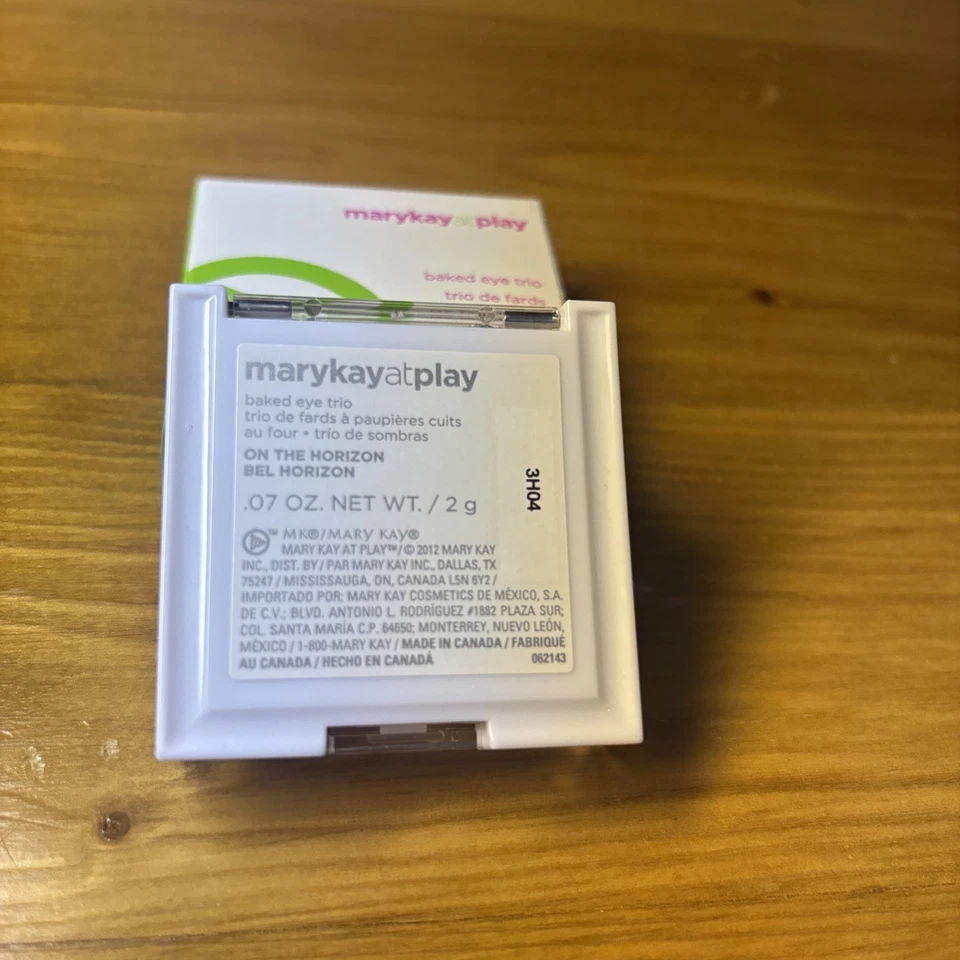 marykayatplay
baked eye trio
trio de fards
marykayatplay
baked eye trio
trio de fards à paupières cuits
au four • trío de sombras
ON THE HORIZON
BEL HORIZON
.07 OZ. NET WT. / 2 g
3H04
™ MK®/MARY KAY®
MARY KAY AT PLAY™/© 2012 MARY KAY
INC., DIST. BY / PAR MARY KAY INC., DALLAS, TX
75247 / MISSISSAUGA, ON, CANADA L5N 6Y2 /
IMPORTADO POR: MARY KAY COSMETICS DE MÉXICO, S.A.
DE C.V.; BLVD. ANTONIO L. RODRÍGUEZ #1882 PLAZA SUR;
COL. SANTA MARÍA C.P. 64650; MONTERREY, NUEVO LEÓN,
MÉXICO / 1-800-MARY KAY / MADE IN CANADA / FABRIQUÉ
AU CANADA / HECHO EN CANADÁ 062143